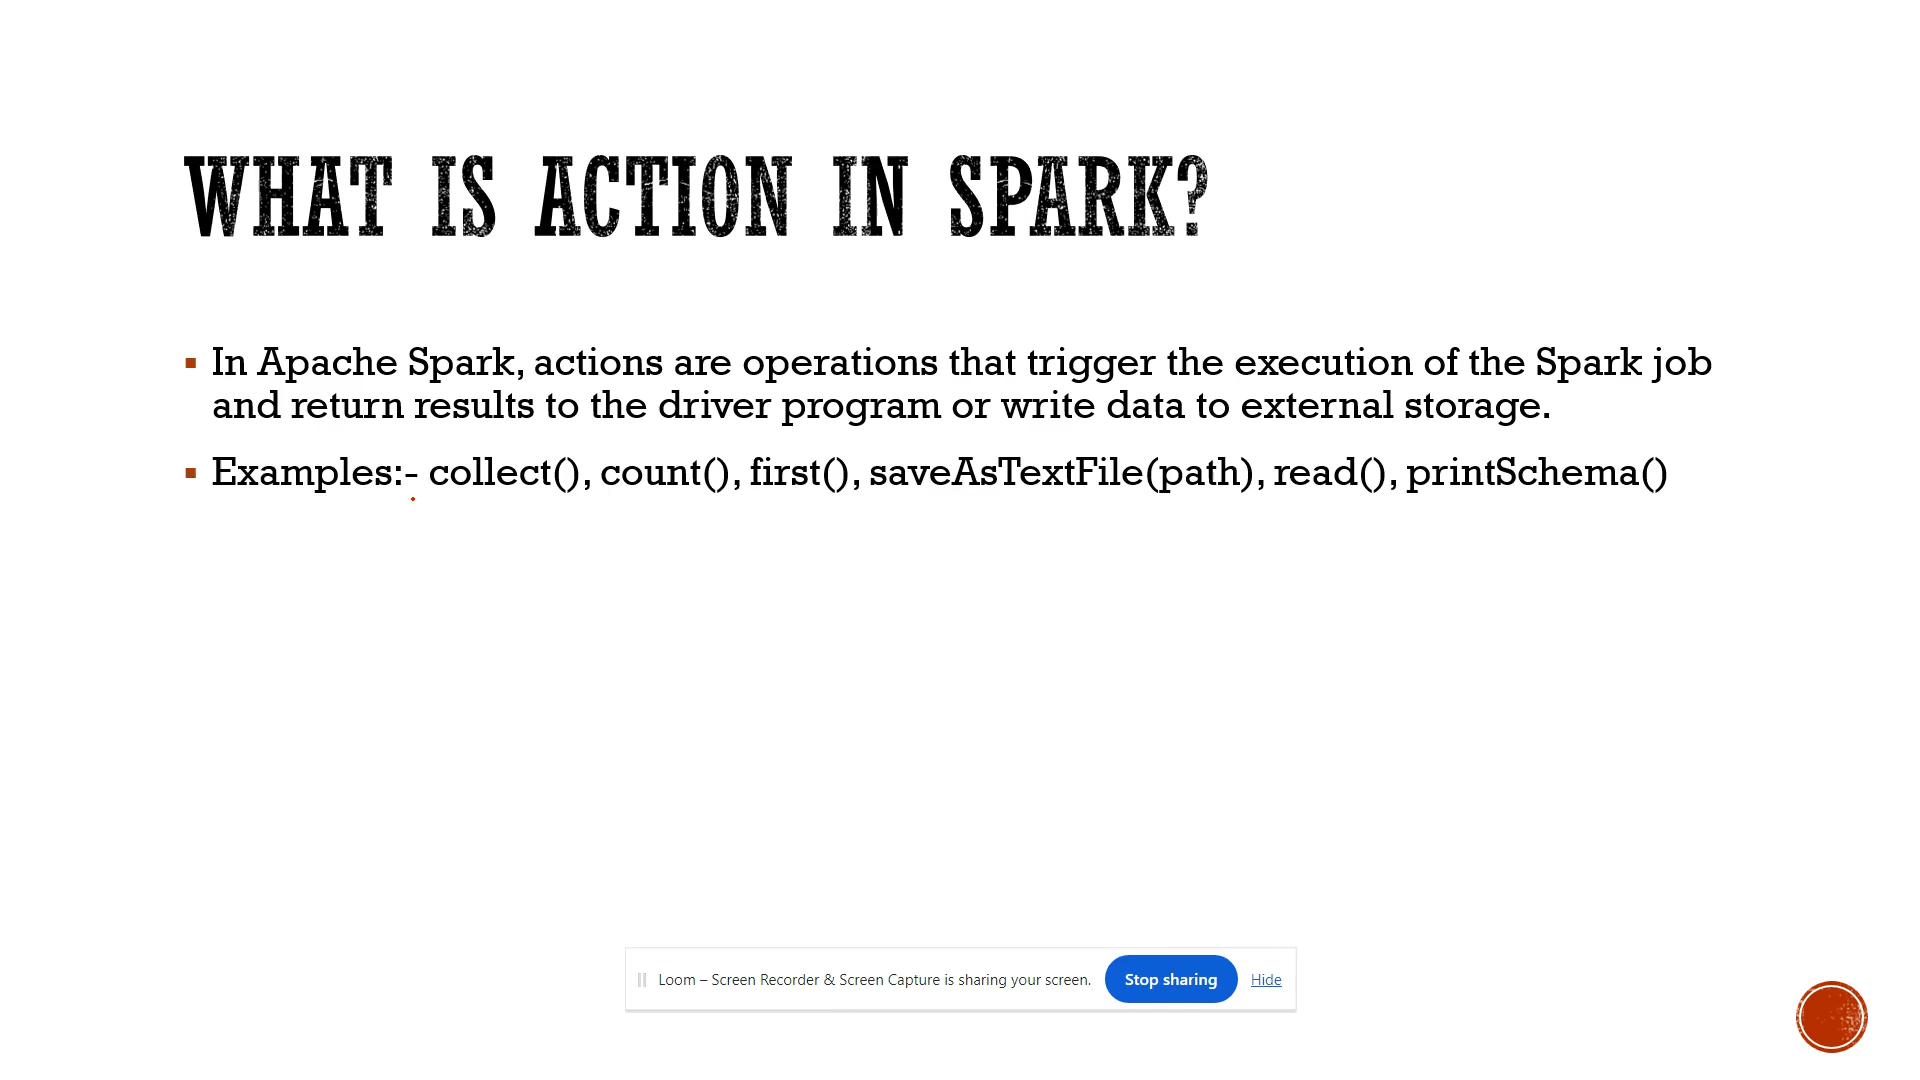 WHAT IS ACTION IN SPARK?
▪ In Apache Spark, actions are operations that trigger the execution of the Spark job
and return results to the driver program or write data to external storage.
▪ Examples:- collect(), count(), first(), saveAsTextFile(path), read(), printSchema()
Loom – Screen Recorder & Screen Capture is sharing your screen. Stop sharing Hide